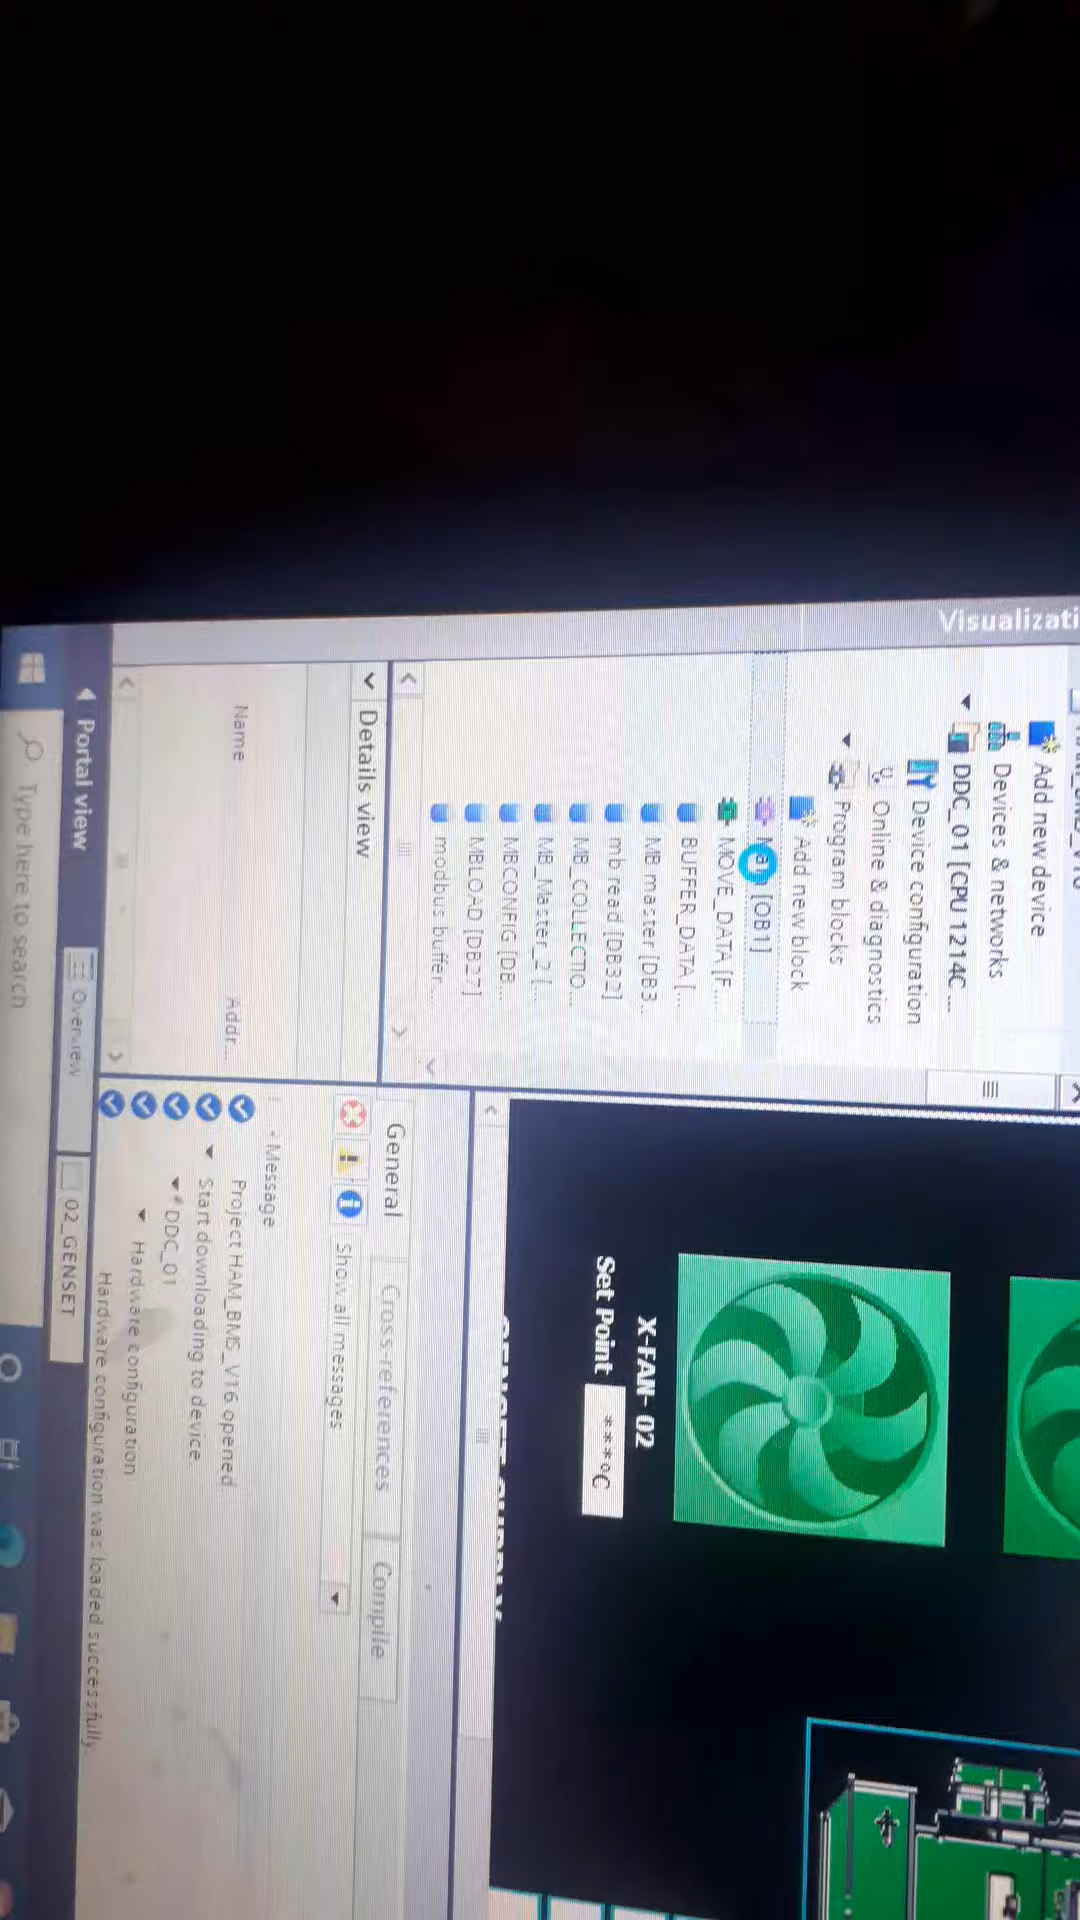 Visualizati
Add new device
Devices & networks
DDC_01 [CPU 1214C ...
Device configuration
Online & diagnostics
Program blocks
Add new block
[OB1]
MOVE_DATA [F...
BUFFER_DATA [...
MB master [DB3...
mb read [DB32]
MB_COLLECTIO...
MB_Master_2 [...
MBCONFIG [DB...
MBLOAD [DB27]
modbus buffer...
Details view
Name Addr...
X-FAN- 02
Set Point ***°C
General Cross-references Compile
Show all messages
Message
Project HAM_BMS_V16 opened
Start downloading to device.
DDC_01
Hardware configuration
Hardware configuration was loaded successfully.
Portal view Overview 02_GENSET
Type here to search